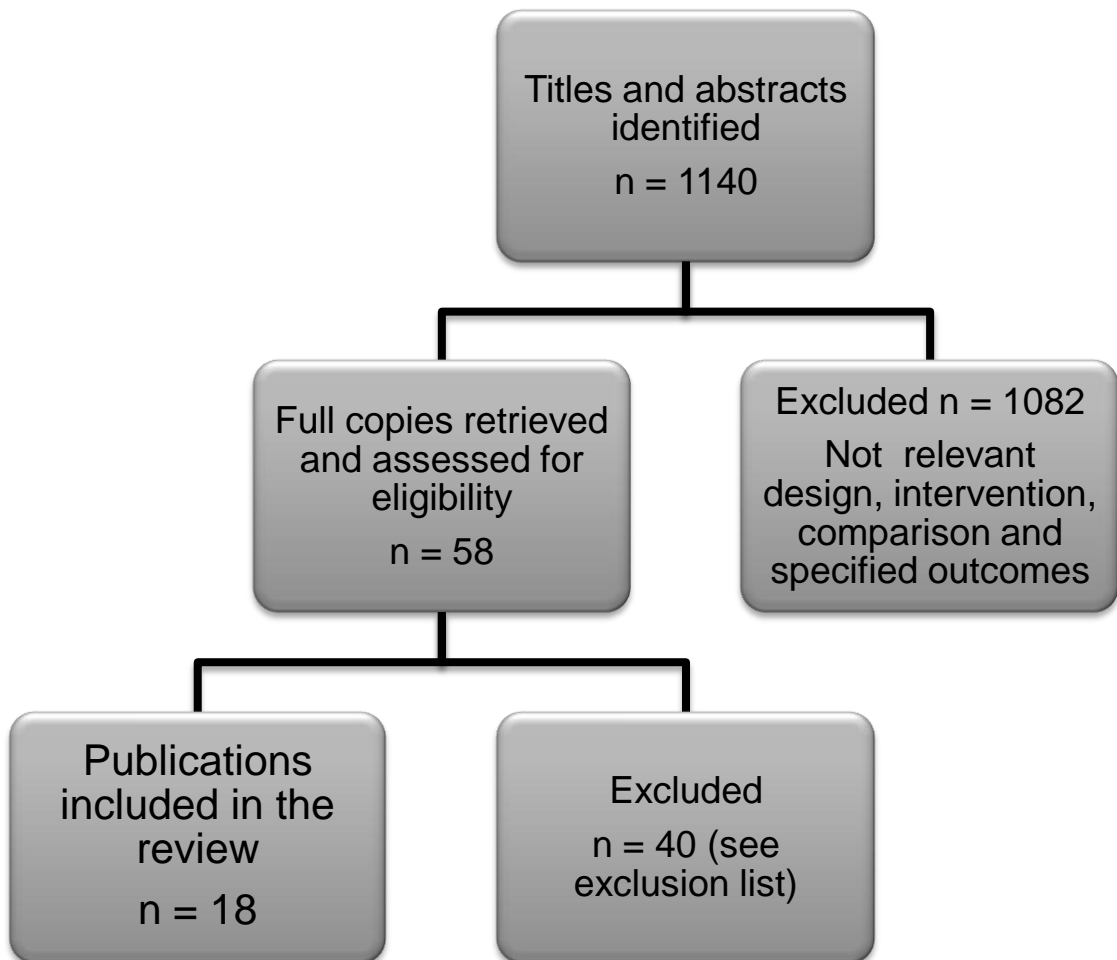 Titles and abstracts
identified
n = 1140
Full copies retrieved
and assessed for
eligibility
n = 58
Excluded n = 1082
Not  relevant
design, intervention,
comparison and
specified outcomes
Publications
included in the
review
n = 18
Excluded
n = 40 (see
exclusion list)